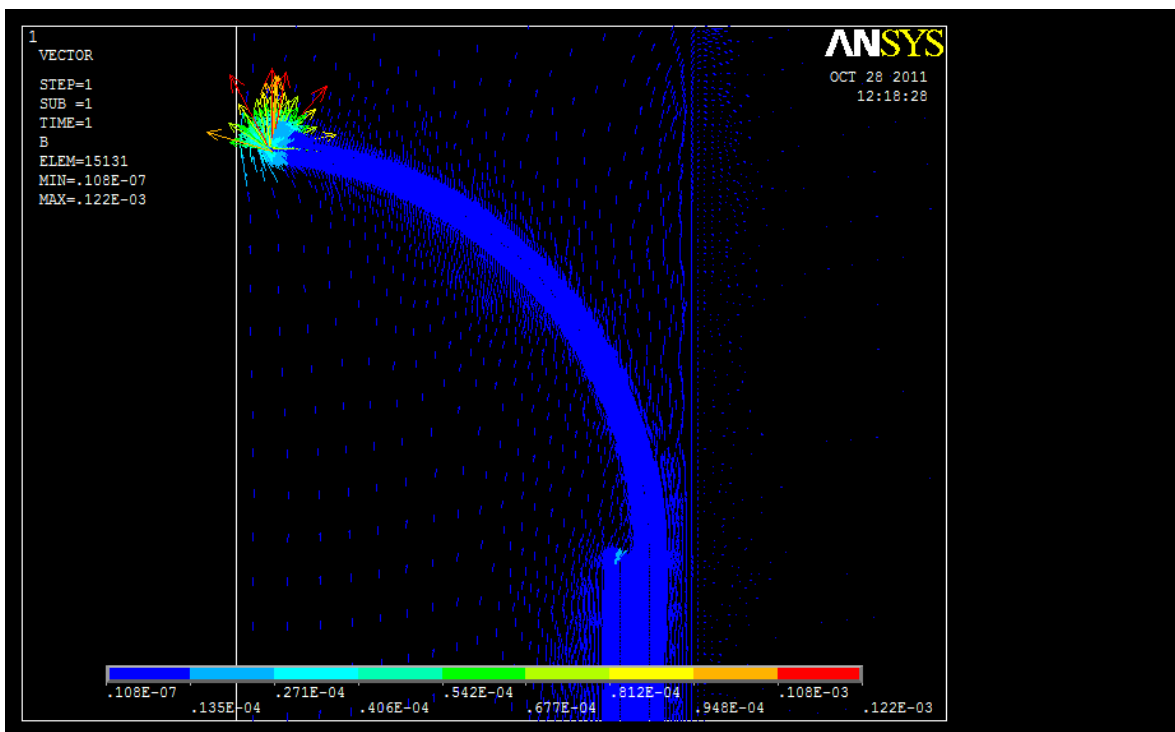 1
VECTOR
STEP=1
SUB =1
TIME=1
B
ELEM=15131
MIN=.108E-07
MAX=.122E-03
ANSYS
OCT 28 2011
12:18:28
.108E-07
.135E-04
.271E-04
.406E-04
.542E-04
.677E-04
.812E-04
.948E-04
.108E-03
.122E-03